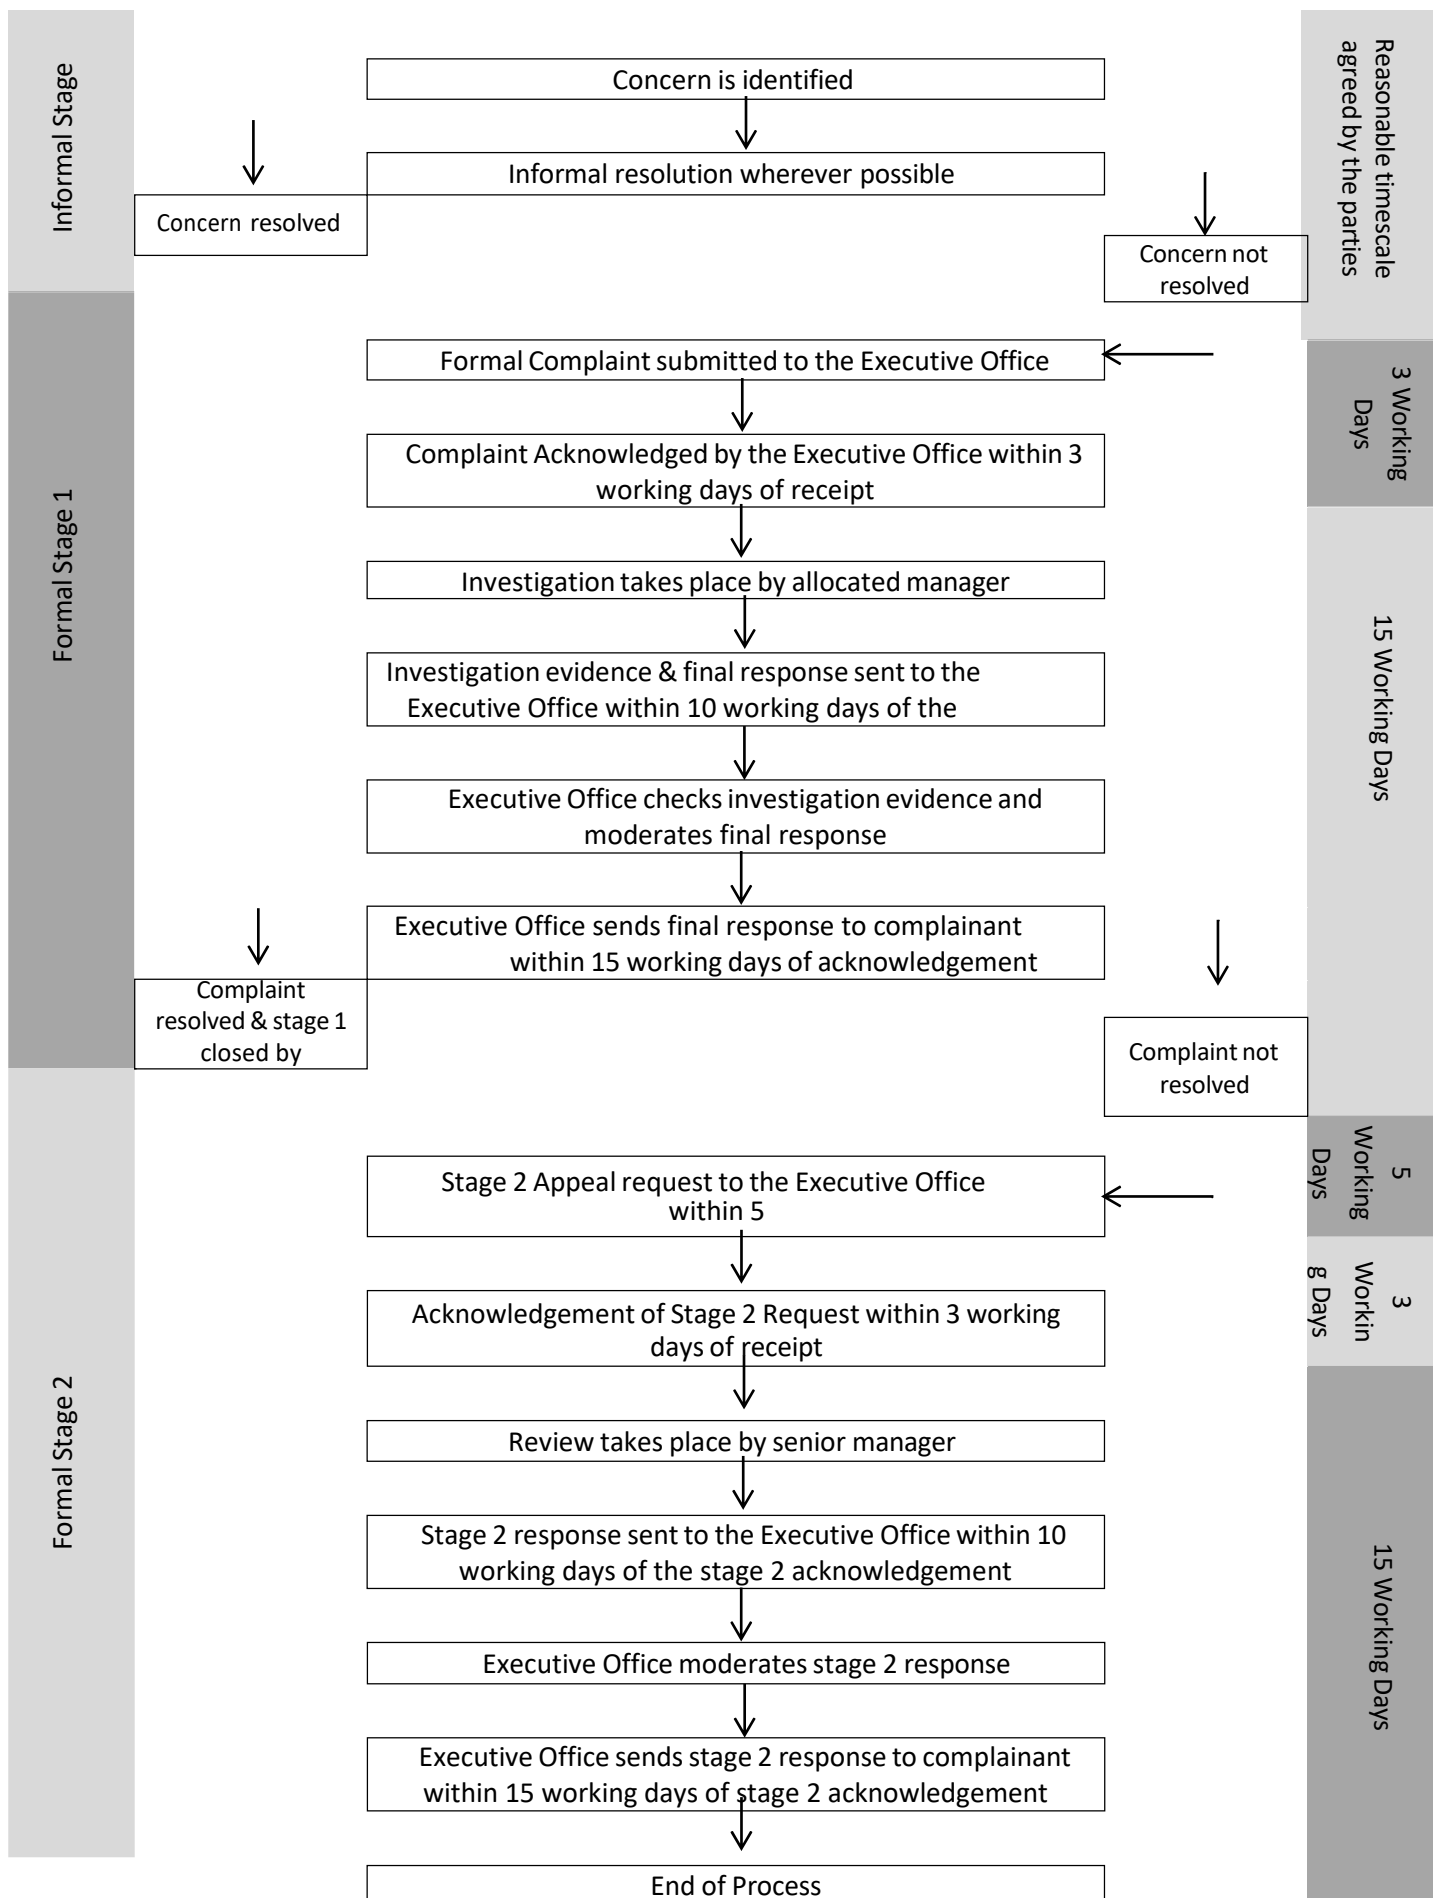 Informal Stage
Reasonable timescale
agreed by the parties
Concern is identified
Informal resolution wherever possible
Concern resolved
Concern not
resolved
Formal Stage 1
3 Working
Days
Formal Complaint submitted to the Executive Office
Complaint Acknowledged by the Executive Office within 3
working days of receipt
15 Working Days
Investigation takes place by allocated manager
Investigation evidence & final response sent to the
Executive Office within 10 working days of the
Executive Office checks investigation evidence and
moderates final response
Executive Office sends final response to complainant
within 15 working days of acknowledgement
Complaint
resolved & stage 1
closed by
Complaint not
resolved
Formal Stage 2
5
Working
Days
Stage 2 Appeal request to the Executive Office
within 5
3
Workin
g Days
Acknowledgement of Stage 2 Request within 3 working
days of receipt
15 Working Days
Review takes place by senior manager
Stage 2 response sent to the Executive Office within 10
working days of the stage 2 acknowledgement
Executive Office moderates stage 2 response
Executive Office sends stage 2 response to complainant
within 15 working days of stage 2 acknowledgement
End of Process